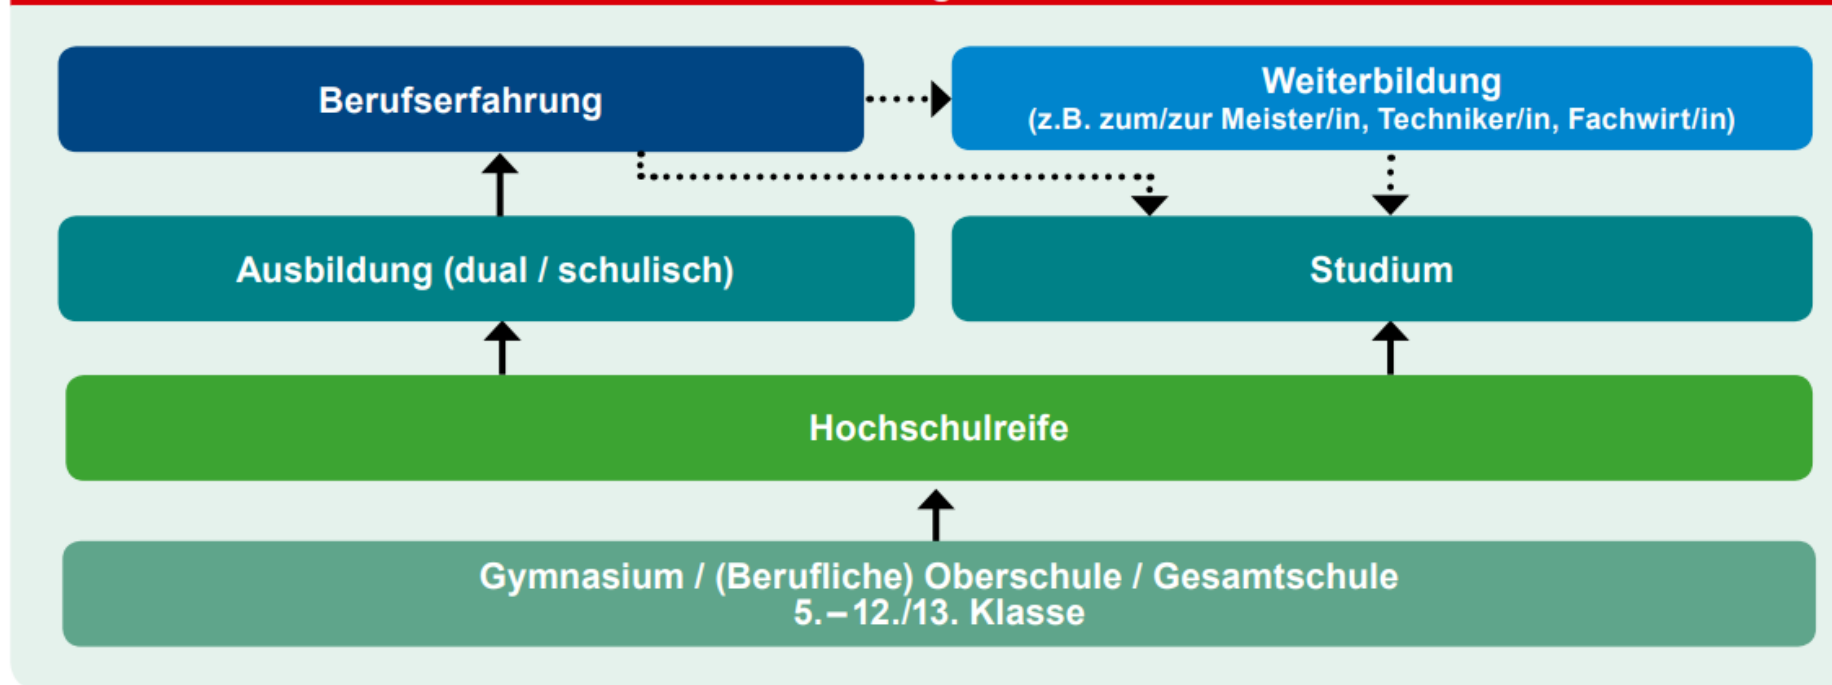 Berufserfahrung
Weiterbildung
(z.B. zum/zur Meister/in, Techniker/in, Fachwirt/in)
Ausbildung (dual / schulisch)
Studium
Hochschulreife
Gymnasium / (Berufliche) Oberschule / Gesamtschule
5.–12./13. Klasse